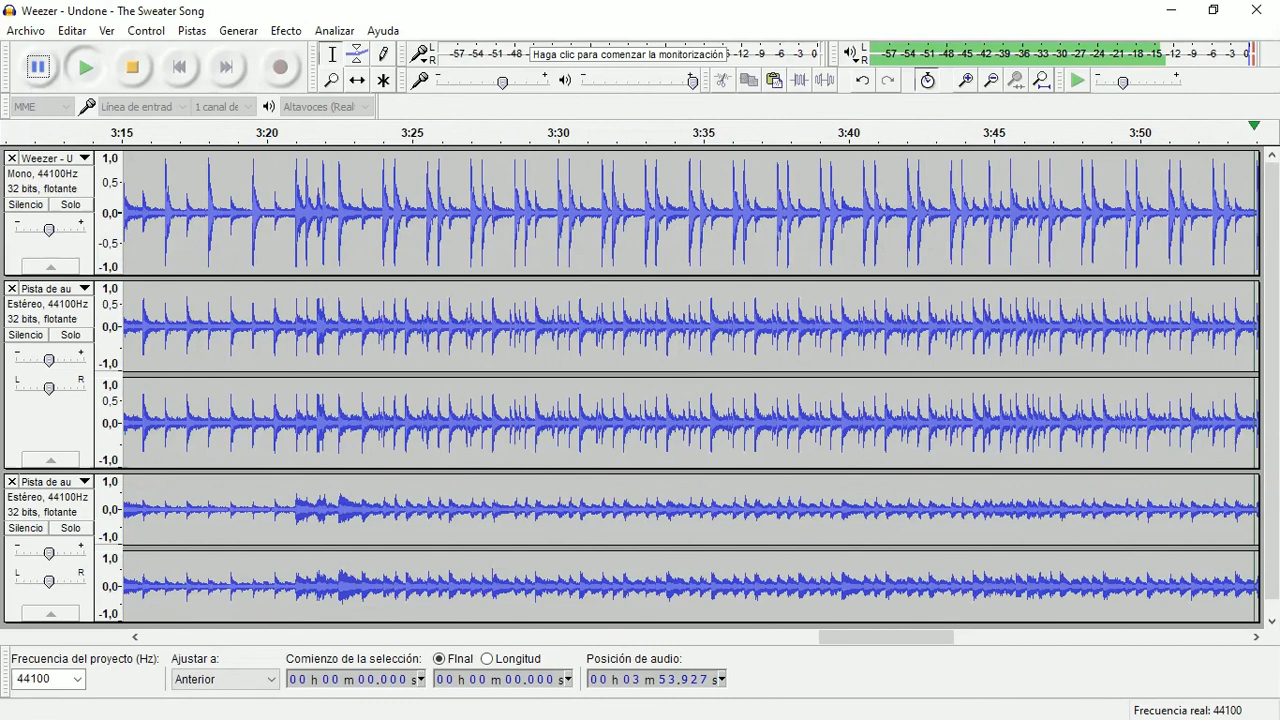 Weezer - Undone - The Sweater Song
Archivo Editar Ver Control Pistas Generar Efecto Analizar Ayuda
L R -57 -54 -51 -48 - Haga clic para comenzar la monitorización -12 -9 -6 -3 0
L R -57 -54 -51 -48 -45 -42 -39 -36 -33 -30 -27 -24 -21 -18 -15 -12 -9 -6 -3 0
- + - + - +
MME Línea de entrad 1 canal de Altavoces (Real
3:15 3:20 3:25 3:30 3:35 3:40 3:45 3:50
Weezer - U
Mono, 44100Hz
32 bits, flotante
Silencio Solo
- +
1,0
0,5
0,0
-0,5
-1,0
Pista de au
Estéreo, 44100Hz
32 bits, flotante
Silencio Solo
- +
L R
1,0
0,5
0,0
-1,0
1,0
0,5
0,0
-1,0
Pista de au
Estéreo, 44100Hz
32 bits, flotante
Silencio Solo
- +
L R
1,0
0,0
-1,0
1,0
0,0
-1,0
Frecuencia del proyecto (Hz): Ajustar a: Comienzo de la selección: FInal Longitud Posición de audio:
44100 Anterior 00 h 00 m 00.000 s 00 h 00 m 00.000 s 00 h 03 m 53.927 s
Frecuencia real: 44100